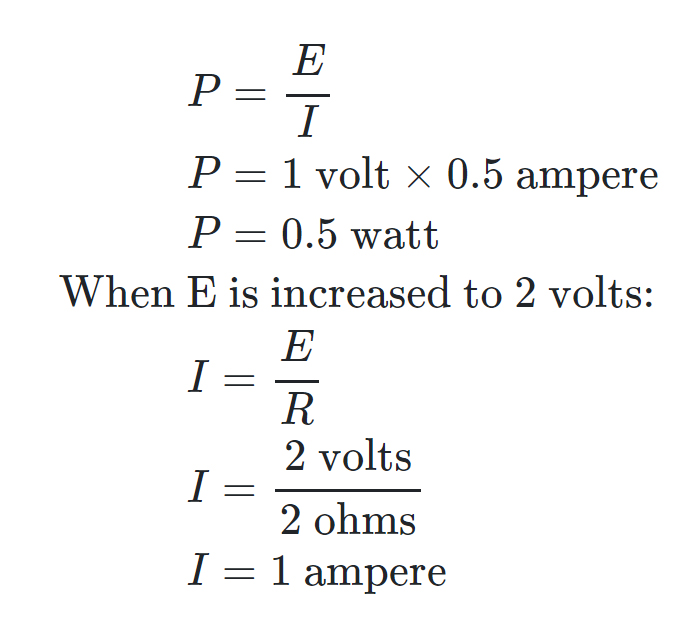 P = E/I
P = 1 volt × 0.5 ampere
P = 0.5 watt
When E is increased to 2 volts:
I = E/R
I = 2 volts/2 ohms
I = 1 ampere